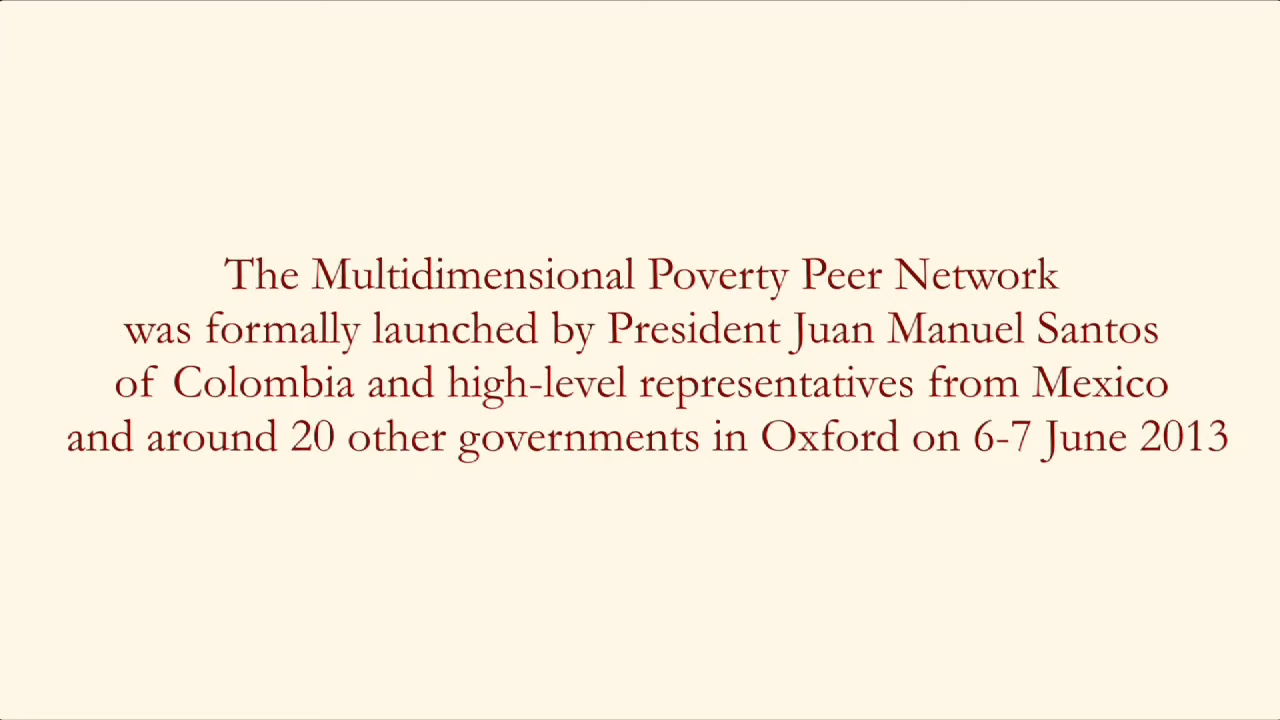 The Multidimensional Poverty Peer Network
was formally launched by President Juan Manuel Santos
of Colombia and high-level representatives from Mexico
and around 20 other governments in Oxford on 6-7 June 2013